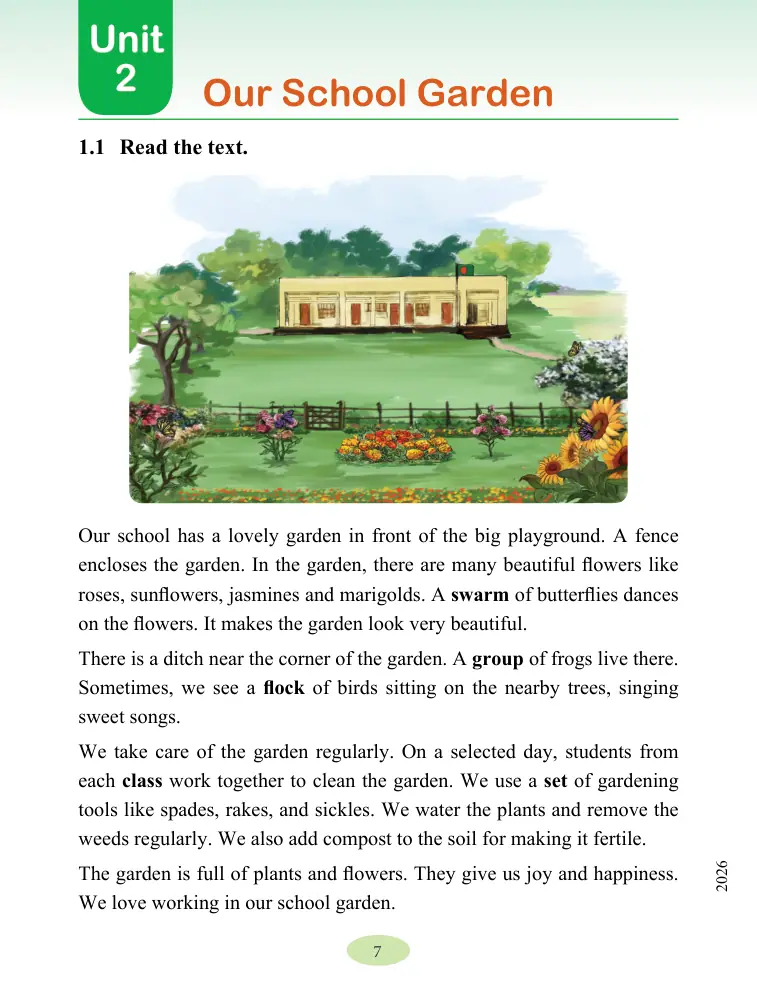 Unit
2
Our School Garden
1.1 Read the text.
Our school has a lovely garden in front of the big playground. A fence
encloses the garden. In the garden, there are many beautiful flowers like
roses, sunflowers, jasmines and marigolds. A swarm of butterflies dances
on the flowers. It makes the garden look very beautiful.
There is a ditch near the corner of the garden. A group of frogs live there.
Sometimes, we see a flock of birds sitting on the nearby trees, singing
sweet songs.
We take care of the garden regularly. On a selected day, students from
each class work together to clean the garden. We use a set of gardening
tools like spades, rakes, and sickles. We water the plants and remove the
weeds regularly. We also add compost to the soil for making it fertile.
The garden is full of plants and flowers. They give us joy and happiness.
We love working in our school garden.
2026
7